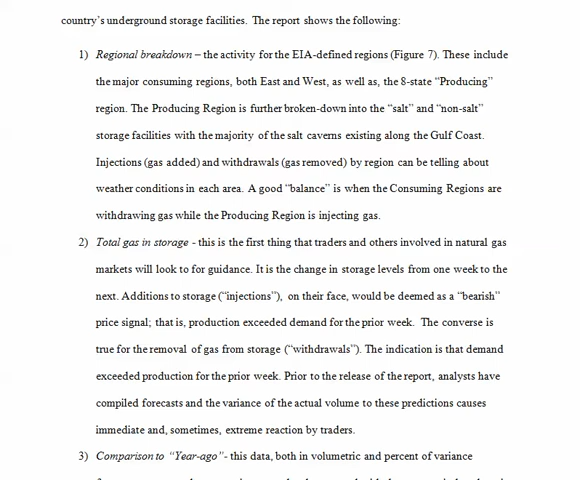 country's underground storage facilities. The report shows the following:
1) Regional breakdown – the activity for the EIA-defined regions (Figure 7). These include
the major consuming regions, both East and West, as well as, the 8-state “Producing”
region. The Producing Region is further broken-down into the “salt” and “non-salt”
storage facilities with the majority of the salt caverns existing along the Gulf Coast.
Injections (gas added) and withdrawals (gas removed) by region can be telling about
weather conditions in each area. A good “balance” is when the Consuming Regions are
withdrawing gas while the Producing Region is injecting gas.
2) Total gas in storage - this is the first thing that traders and others involved in natural gas
markets will look to for guidance. It is the change in storage levels from one week to the
next. Additions to storage (“injections”), on their face, would be deemed as a “bearish”
price signal; that is, production exceeded demand for the prior week. The converse is
true for the removal of gas from storage (“withdrawals”). The indication is that demand
exceeded production for the prior week. Prior to the release of the report, analysts have
compiled forecasts and the variance of the actual volume to these predictions causes
immediate and, sometimes, extreme reaction by traders.
3) Comparison to “Year-ago”- this data, both in volumetric and percent of variance